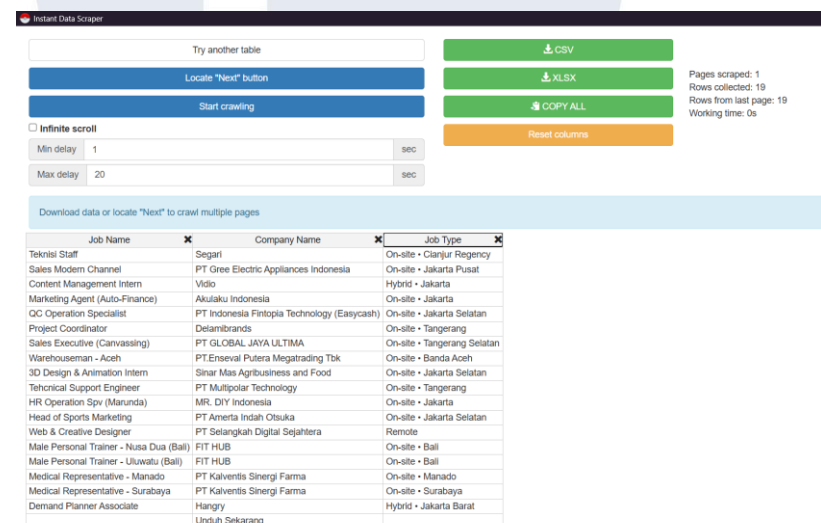 Instant Data Scraper
Try another table
Locate "Next" button
Start crawling
Infinite scroll
Min delay 1 sec
Max delay 20 sec
CSV
XLSX
COPY ALL
Reset columns
Pages scraped: 1
Rows collected: 19
Rows from last page: 19
Working time: 0s
Download data or locate "Next" to crawl multiple pages
Job Name Company Name Job Type
Teknisi Staff Segari On-site • Cianjur Regency
Sales Modern Channel PT Gree Electric Appliances Indonesia On-site • Jakarta Pusat
Content Management Intern Vidio Hybrid • Jakarta
Marketing Agent (Auto-Finance) Akulaku Indonesia On-site • Jakarta
QC Operation Specialist PT Indonesia Fintopia Technology (Easycash) On-site • Jakarta Selatan
Project Coordinator Delamibrands On-site • Tangerang
Sales Executive (Canvassing) PT GLOBAL JAYA ULTIMA On-site • Tangerang Selatan
Warehouseman - Aceh PT.Enseval Putera Megatrading Tbk On-site • Banda Aceh
3D Design & Animation Intern Sinar Mas Agribusiness and Food On-site • Jakarta Selatan
Tehcnical Support Engineer PT Multipolar Technology On-site • Tangerang
HR Operation Spv (Marunda) MR. DIY Indonesia On-site • Jakarta
Head of Sports Marketing PT Amerta Indah Otsuka On-site • Jakarta Selatan
Web & Creative Designer PT Selangkah Digital Sejahtera Remote
Male Personal Trainer - Nusa Dua (Bali) FIT HUB On-site • Bali
Male Personal Trainer - Uluwatu (Bali) FIT HUB On-site • Bali
Medical Representative - Manado PT Kalventis Sinergi Farma On-site • Manado
Medical Representative - Surabaya PT Kalventis Sinergi Farma On-site • Surabaya
Demand Planner Associate Hangry Hybrid • Jakarta Barat
Unduh Sekarang